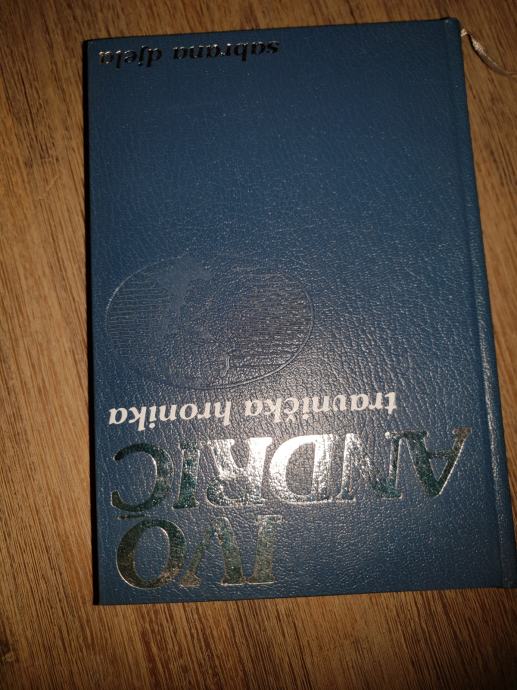 IVO
ANDRIĆ
travnička hronika
sabrana djela